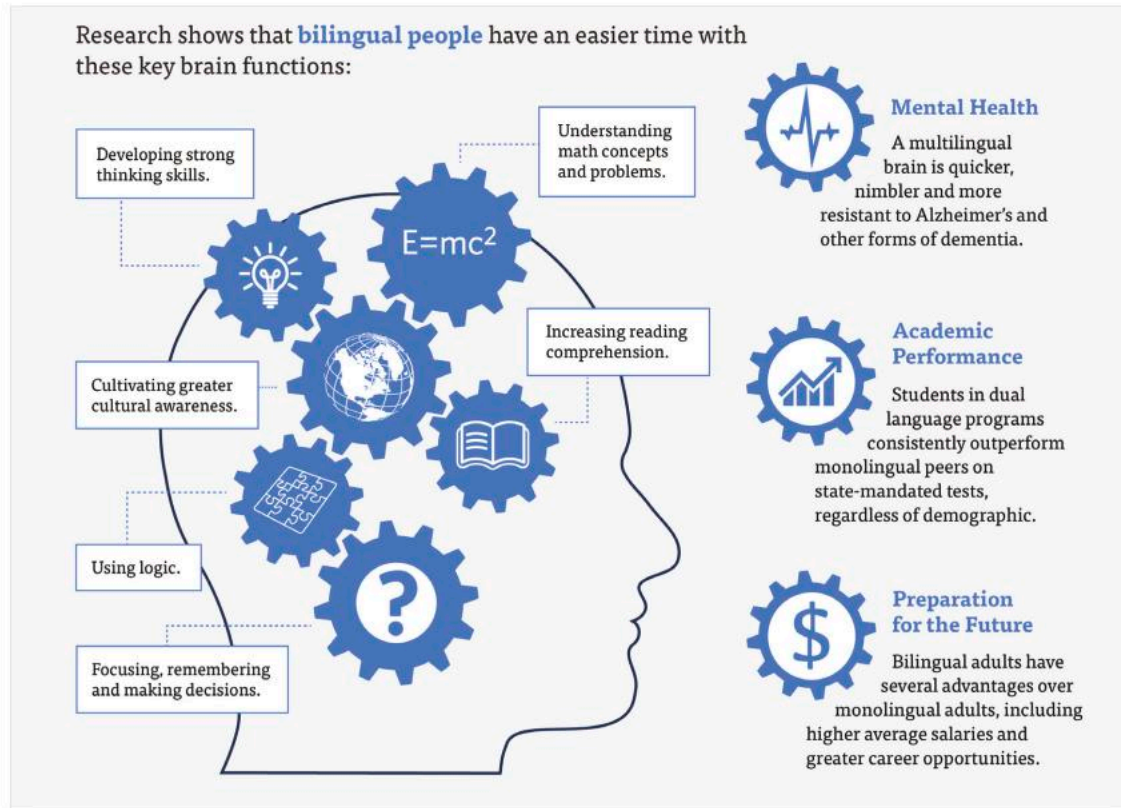 Research shows that bilingual people have an easier time with
these key brain functions:
Developing strong
thinking skills.
Understanding
math concepts
and problems.
E=mc²
Cultivating greater
cultural awareness.
Increasing reading
comprehension.
Using logic.
?
Focusing, remembering
and making decisions.
Mental Health
A multilingual
brain is quicker,
nimbler and more
resistant to Alzheimer's and
other forms of dementia.
Academic
Performance
Students in dual
language programs
consistently outperform
monolingual peers on
state-mandated tests,
regardless of demographic.
$
Preparation
for the Future
Bilingual adults have
several advantages over
monolingual adults, including
higher average salaries and
greater career opportunities.